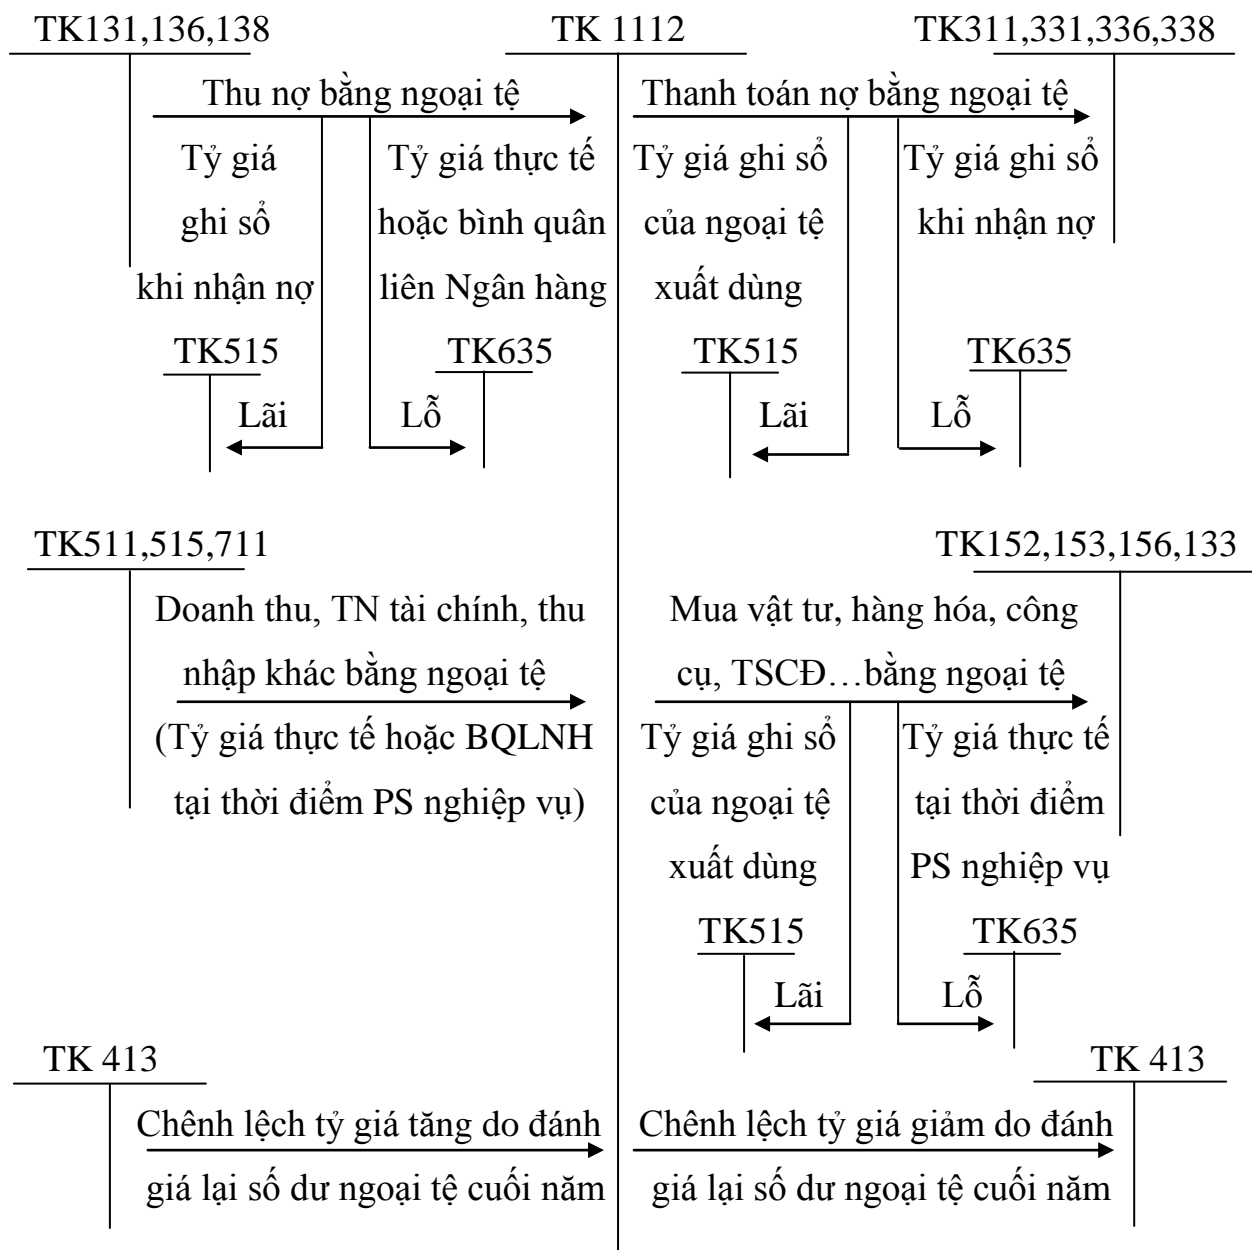 TK131,136,138
TK 1112
TK311,331,336,338
Thu nợ bằng ngoại tệ
Thanh toán nợ bằng ngoại tệ
Tỷ giá
ghi sổ
khi nhận nợ
Tỷ giá thực tế
hoặc bình quân
liên Ngân hàng
Tỷ giá ghi sổ
của ngoại tệ
xuất dùng
Tỷ giá ghi sổ
khi nhận nợ
TK515
TK635
TK515
TK635
Lãi
Lỗ
Lãi
Lỗ
TK511,515,711
TK152,153,156,133
Doanh thu, TN tài chính, thu
nhập khác bằng ngoại tệ
(Tỷ giá thực tế hoặc BQLNH
tại thời điểm PS nghiệp vụ)
Mua vật tư, hàng hóa, công
cụ, TSCĐ…bằng ngoại tệ
Tỷ giá ghi sổ
của ngoại tệ
xuất dùng
Tỷ giá thực tế
tại thời điểm
PS nghiệp vụ
TK515
TK635
Lãi
Lỗ
TK 413
TK 413
Chênh lệch tỷ giá tăng do đánh
giá lại số dư ngoại tệ cuối năm
Chênh lệch tỷ giá giảm do đánh
giá lại số dư ngoại tệ cuối năm